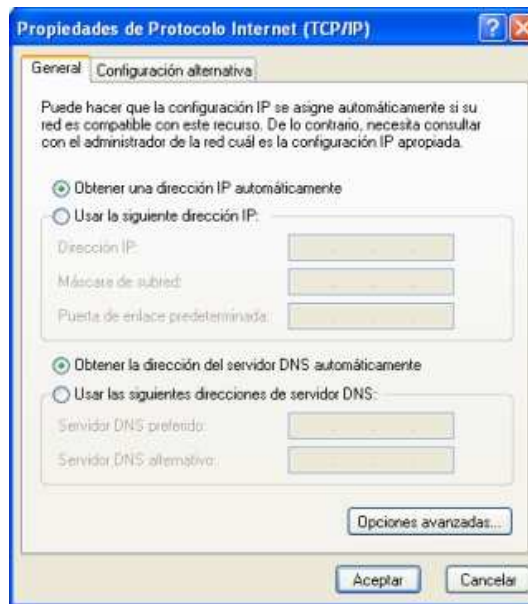 Propiedades de Protocolo Internet (TCP/IP)
General
Configuración alternativa
Puede hacer que la configuración IP se asigne automáticamente si su
red es compatible con este recurso. De lo contrario, necesita consultar
con el administrador de la red cuál es la configuración IP apropiada.
Obtener una dirección IP automáticamente
Usar la siguiente dirección IP:
Dirección IP:
Máscara de subred:
Puerta de enlace predeterminada:
Obtener la dirección del servidor DNS automáticamente
Usar las siguientes direcciones de servidor DNS:
Servidor DNS preferido:
Servidor DNS alternativo:
Opciones avanzadas...
Aceptar
Cancelar